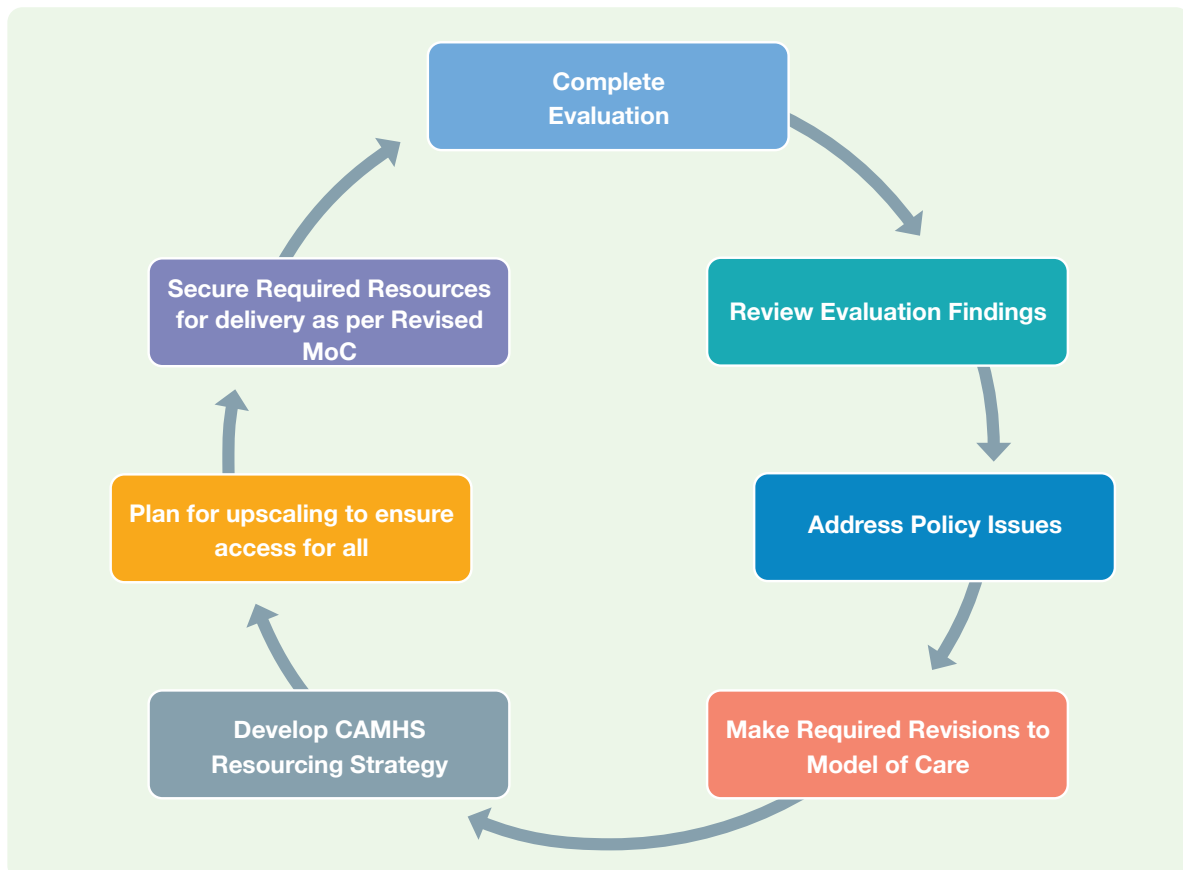 Complete
Evaluation
Review Evaluation Findings
Address Policy Issues
Make Required Revisions to
Model of Care
Develop CAMHS
Resourcing Strategy
Plan for upscaling to ensure
access for all
Secure Required Resources
for delivery as per Revised
MoC